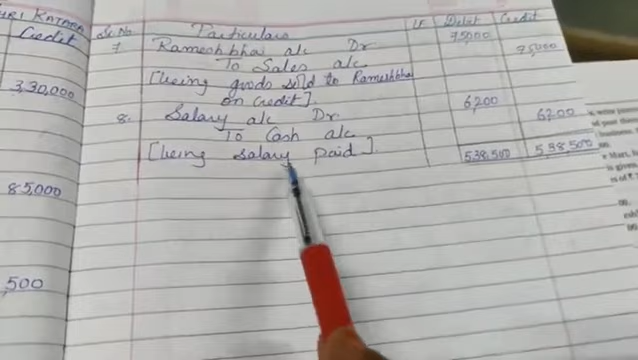 Credit
3,30,000
85,000
,500
Sr. No Particulars LF Debit Credit
7. Rameshbhai a/c Dr 75,000
To Sales a/c 75,000
[being goods sold to Rameshbhai
on credit].
8. Salary a/c Dr 6,200
To Cash a/c 6200
[being salary paid]. 538,500 5,38,500